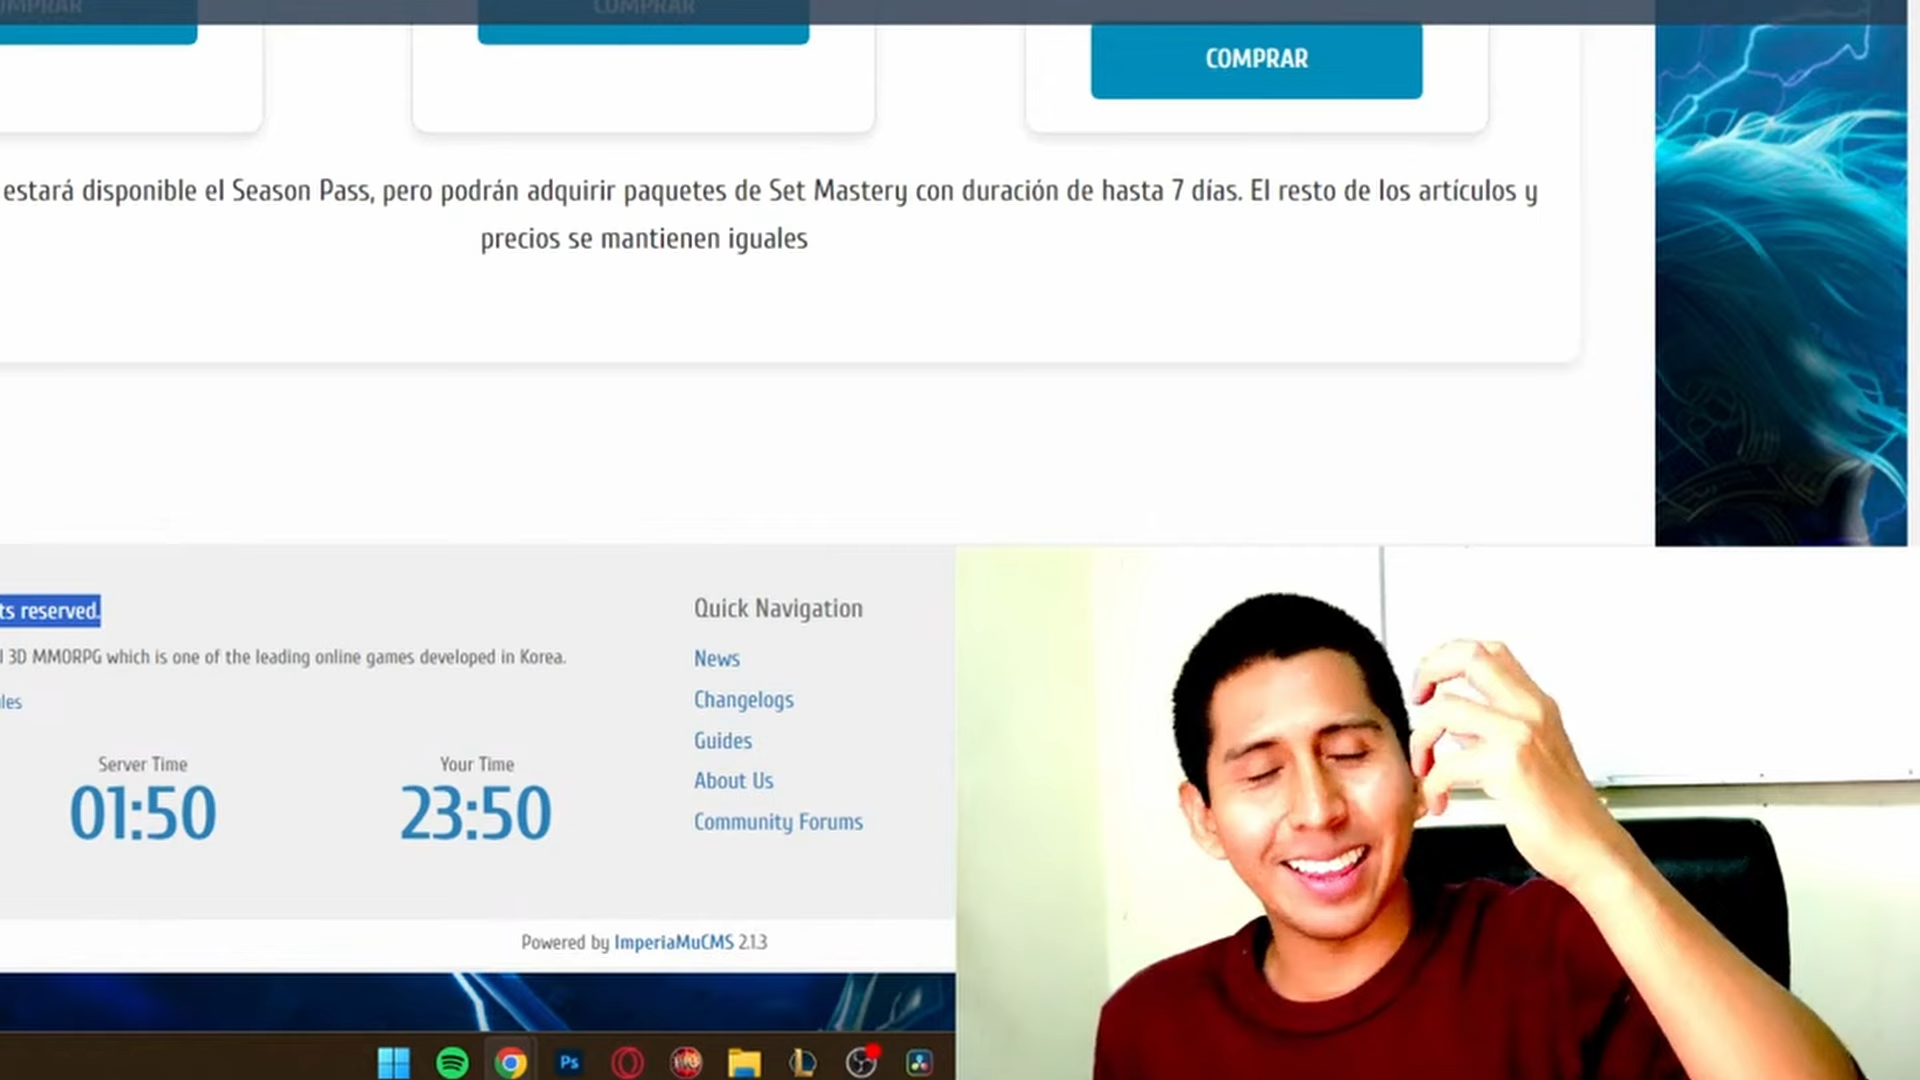 COMPRAR
COMPRAR
COMPRAR
estará disponible el Season Pass, pero podrán adquirir paquetes de Set Mastery con duración de hasta 7 días. El resto de los artículos y
precios se mantienen iguales
ts reserved.
3D MMORPG which is one of the leading online games developed in Korea.
Server Time
01:50
Your Time
23:50
Quick Navigation
News
Changelogs
Guides
About Us
Community Forums
Powered by ImperiaMuCMS 2.1.3
Ps